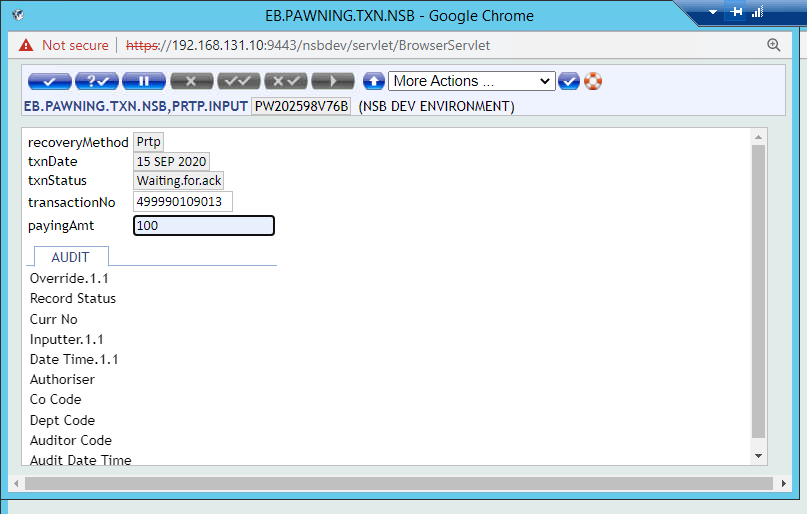 EB.PAWNING.TXN.NSB - Google Chrome
Not secure https://192.168.131.10:9443/nsbdev/servlet/BrowserServlet
More Actions ...
EB.PAWNING.TXN.NSB,PRTP.INPUT PW202598V76B (NSB DEV ENVIRONMENT)
recoveryMethod Prtp
txnDate 15 SEP 2020
txnStatus Waiting.for.ack
transactionNo 499990109013
payingAmt 100
AUDIT
Override.1.1
Record Status
Curr No
Inputter.1.1
Date Time.1.1
Authoriser
Co Code
Dept Code
Auditor Code
Audit Date Time